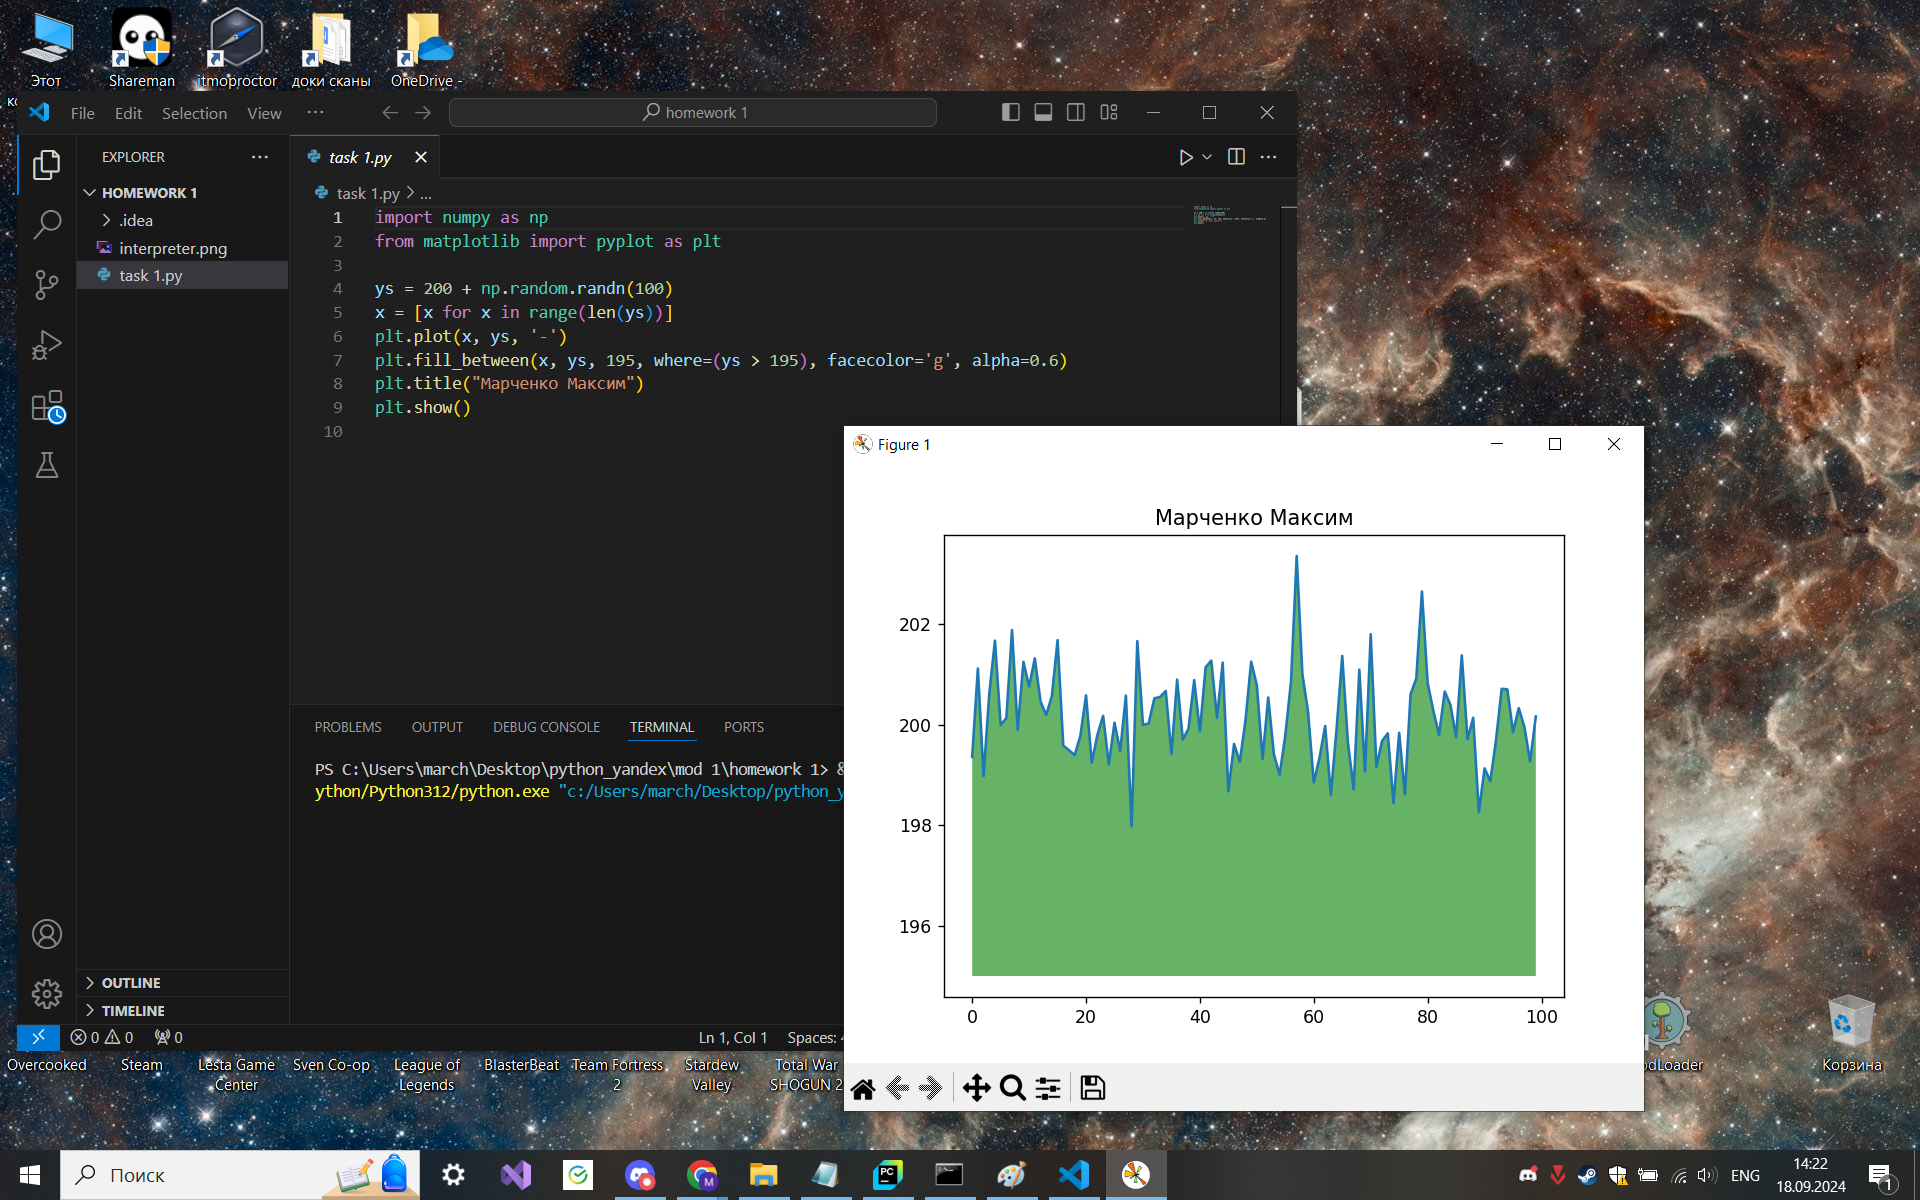 Этот
Shareman
itmoproctor
доки сканы
OneDrive -
File Edit Selection View ...
homework 1
EXPLORER
HOMEWORK 1
.idea
interpreter.png
task 1.py
task 1.py
task 1.py > ...
1 import numpy as np
2 from matplotlib import pyplot as plt
3
4 ys = 200 + np.random.randn(100)
5 x = [x for x in range(len(ys))]
6 plt.plot(x, ys, '-')
7 plt.fill_between(x, ys, 195, where=(ys > 195), facecolor='g', alpha=0.6)
8 plt.title("Марченко Максим")
9 plt.show()
10
PROBLEMS OUTPUT DEBUG CONSOLE TERMINAL PORTS
PS C:\Users\march\Desktop\python_yandex\mod 1\homework 1> &
ython/Python312/python.exe "c:/Users/march/Desktop/python_y
OUTLINE
TIMELINE
0 0 0
Ln 1, Col 1 Spaces:
Figure 1
Марченко Максим
202
200
198
196
0 20 40 60 80 100
Overcooked
Steam
Lesta Game
Center
Sven Co-op
League of
Legends
BlasterBeat
Team Fortress
2
Stardew
Valley
Total War
SHOGUN 2
odLoader
Корзина
Поиск
PC
M
ENG
14:22
18.09.2024
1